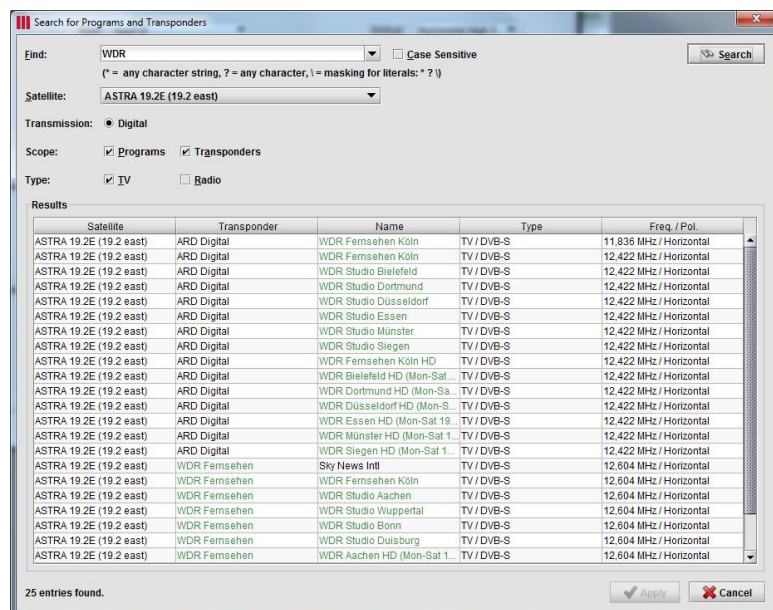 Search for Programs and Transponders
Find: WDR Case Sensitive Search
(* = any character string, ? = any character, \ = masking for literals: * ? \)
Satellite: ASTRA 19.2E (19.2 east)
Transmission: Digital
Scope: Programs Transponders
Type: TV Radio
Results
Satellite Transponder Name Type Freq. / Pol.
ASTRA 19.2E (19.2 east) ARD Digital WDR Fernsehen Köln TV / DVB-S 11,836 MHz / Horizontal
ASTRA 19.2E (19.2 east) ARD Digital WDR Fernsehen Köln TV / DVB-S 12,422 MHz / Horizontal
ASTRA 19.2E (19.2 east) ARD Digital WDR Studio Bielefeld TV / DVB-S 12,422 MHz / Horizontal
ASTRA 19.2E (19.2 east) ARD Digital WDR Studio Dortmund TV / DVB-S 12,422 MHz / Horizontal
ASTRA 19.2E (19.2 east) ARD Digital WDR Studio Düsseldorf TV / DVB-S 12,422 MHz / Horizontal
ASTRA 19.2E (19.2 east) ARD Digital WDR Studio Essen TV / DVB-S 12,422 MHz / Horizontal
ASTRA 19.2E (19.2 east) ARD Digital WDR Studio Münster TV / DVB-S 12,422 MHz / Horizontal
ASTRA 19.2E (19.2 east) ARD Digital WDR Studio Siegen TV / DVB-S 12,422 MHz / Horizontal
ASTRA 19.2E (19.2 east) ARD Digital WDR Fernsehen Köln HD TV / DVB-S 12,422 MHz / Horizontal
ASTRA 19.2E (19.2 east) ARD Digital WDR Bielefeld HD (Mon-Sat ... TV / DVB-S 12,422 MHz / Horizontal
ASTRA 19.2E (19.2 east) ARD Digital WDR Dortmund HD (Mon-Sa... TV / DVB-S 12,422 MHz / Horizontal
ASTRA 19.2E (19.2 east) ARD Digital WDR Düsseldorf HD (Mon-S... TV / DVB-S 12,422 MHz / Horizontal
ASTRA 19.2E (19.2 east) ARD Digital WDR Essen HD (Mon-Sat 19... TV / DVB-S 12,422 MHz / Horizontal
ASTRA 19.2E (19.2 east) ARD Digital WDR Münster HD (Mon-Sat 1... TV / DVB-S 12,422 MHz / Horizontal
ASTRA 19.2E (19.2 east) ARD Digital WDR Siegen HD (Mon-Sat 1... TV / DVB-S 12,422 MHz / Horizontal
ASTRA 19.2E (19.2 east) WDR Fernsehen Sky News Intl TV / DVB-S 12,604 MHz / Horizontal
ASTRA 19.2E (19.2 east) WDR Fernsehen WDR Fernsehen Köln TV / DVB-S 12,604 MHz / Horizontal
ASTRA 19.2E (19.2 east) WDR Fernsehen WDR Studio Aachen TV / DVB-S 12,604 MHz / Horizontal
ASTRA 19.2E (19.2 east) WDR Fernsehen WDR Studio Wuppertal TV / DVB-S 12,604 MHz / Horizontal
ASTRA 19.2E (19.2 east) WDR Fernsehen WDR Studio Bonn TV / DVB-S 12,604 MHz / Horizontal
ASTRA 19.2E (19.2 east) WDR Fernsehen WDR Studio Duisburg TV / DVB-S 12,604 MHz / Horizontal
ASTRA 19.2E (19.2 east) WDR Fernsehen WDR Aachen HD (Mon-Sat 1... TV / DVB-S 12,604 MHz / Horizontal
25 entries found. Apply Cancel